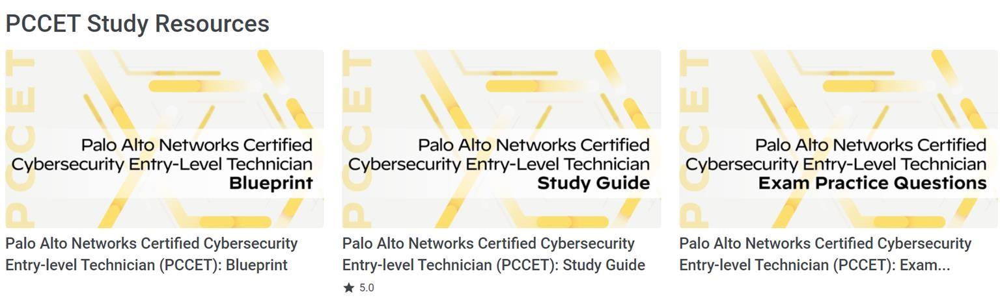 PCCET Study Resources
PCCET
Palo Alto Networks Certified
Cybersecurity Entry-Level Technician
Blueprint
PCCET
Palo Alto Networks Certified
Cybersecurity Entry-Level Technician
Study Guide
PCCET
Palo Alto Networks Certified
Cybersecurity Entry-Level Technician
Exam Practice Questions
Palo Alto Networks Certified Cybersecurity
Entry-level Technician (PCCET): Blueprint
Palo Alto Networks Certified Cybersecurity
Entry-level Technician (PCCET): Study Guide
★ 5.0
Palo Alto Networks Certified Cybersecurity
Entry-level Technician (PCCET): Exam...